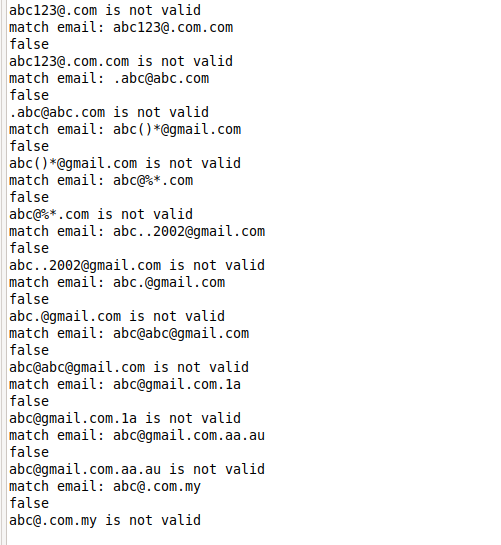 abc123@.com is not valid
match email: abc123@.com.com
false
abc123@.com.com is not valid
match email: .abc@abc.com
false
.abc@abc.com is not valid
match email: abc()*@gmail.com
false
abc()*@gmail.com is not valid
match email: abc@%*.com
false
abc@%*.com is not valid
match email: abc..2002@gmail.com
false
abc..2002@gmail.com is not valid
match email: abc.@gmail.com
false
abc.@gmail.com is not valid
match email: abc@abc@gmail.com
false
abc@abc@gmail.com is not valid
match email: abc@gmail.com.1a
false
abc@gmail.com.1a is not valid
match email: abc@gmail.com.aa.au
false
abc@gmail.com.aa.au is not valid
match email: abc@.com.my
false
abc@.com.my is not valid